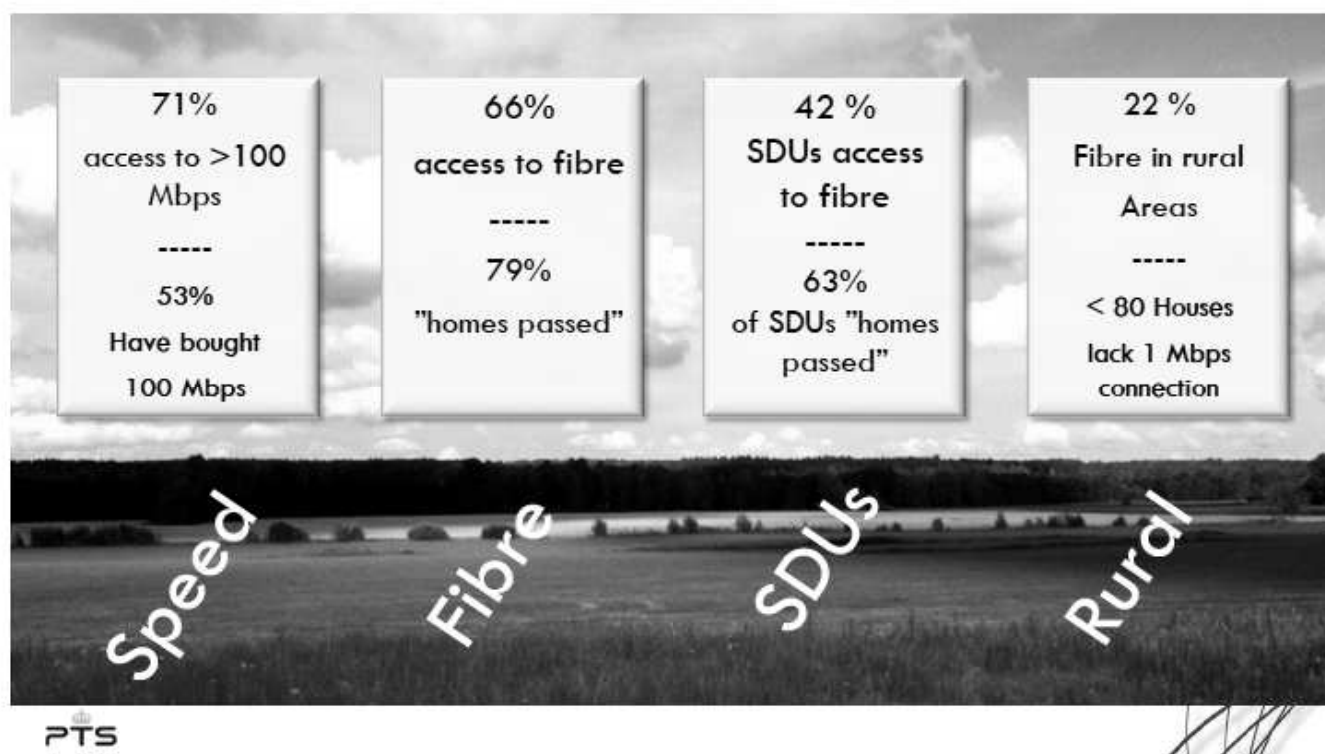 71%
access to >100
Mbps
-----
53%
Have bought
100 Mbps
66%
access to fibre
-----
79%
"homes passed"
42 %
SDUs access
to fibre
-----
63%
of SDUs "homes
passed"
22 %
Fibre in rural
Areas
-----
< 80 Houses
lack 1 Mbps
connection
Speed
Fibre
SDUs
Rural
PTS